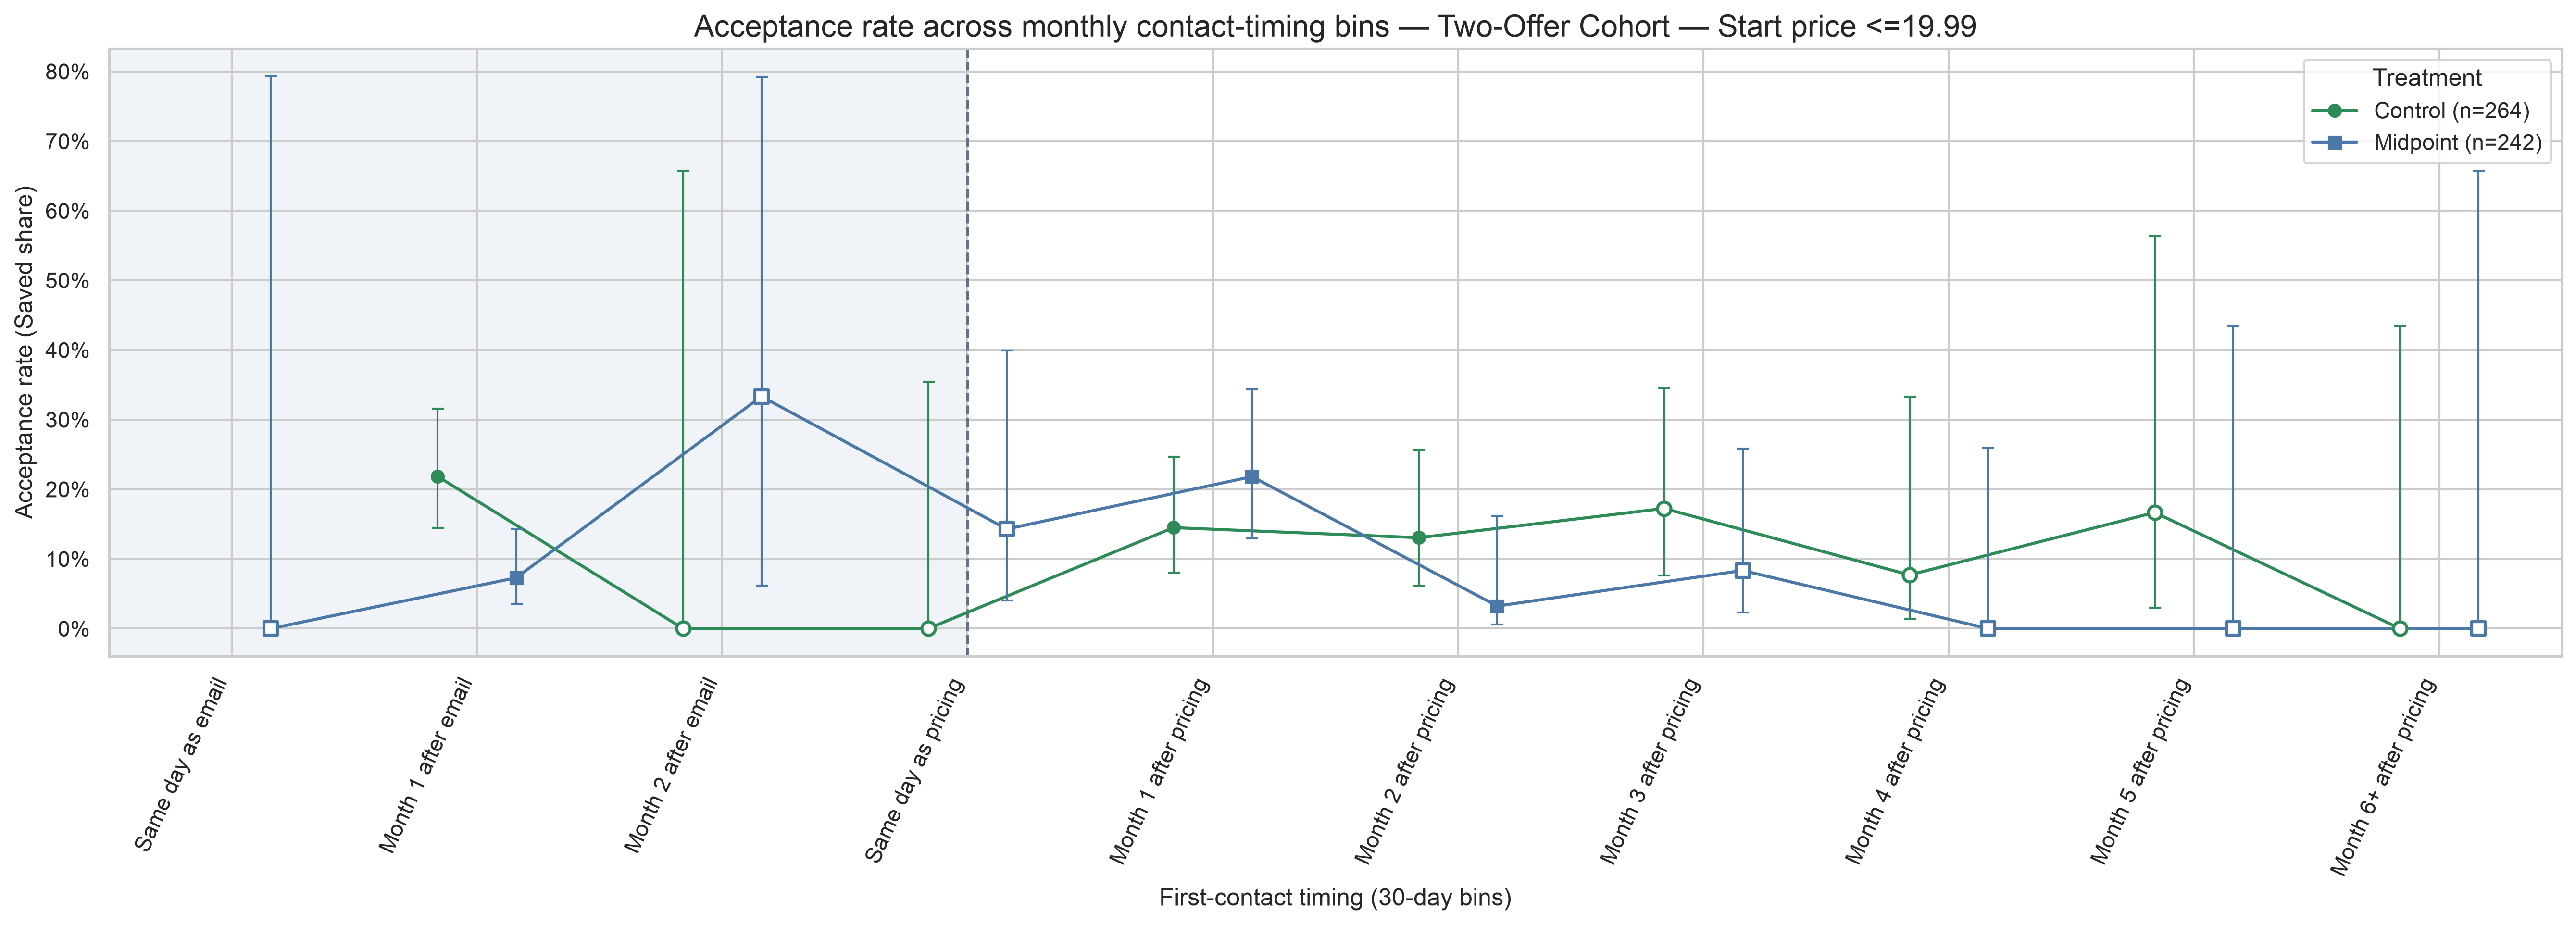 Acceptance rate across monthly contact-timing bins — Two-Offer Cohort — Start price <=19.99
Treatment
Control (n=264)
Midpoint (n=242)
Acceptance rate (Saved share)
80%
70%
60%
50%
40%
30%
20%
10%
0%
Same day as email
Month 1 after email
Month 2 after email
Same day as pricing
Month 1 after pricing
Month 2 after pricing
Month 3 after pricing
Month 4 after pricing
Month 5 after pricing
Month 6+ after pricing
First-contact timing (30-day bins)